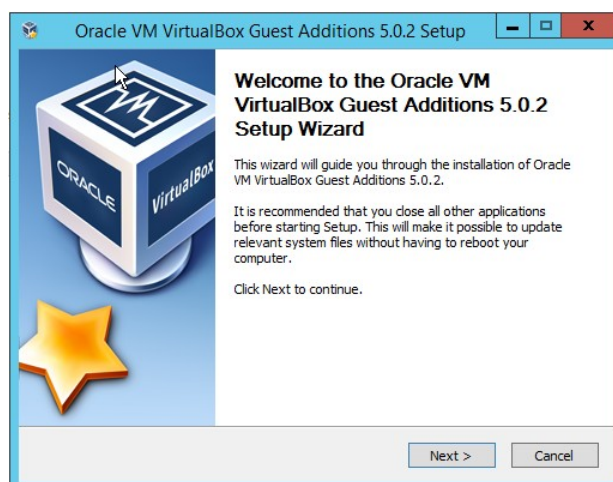 Oracle VM VirtualBox Guest Additions 5.0.2 Setup
ORACLE
VirtualBox
Welcome to the Oracle VM
VirtualBox Guest Additions 5.0.2
Setup Wizard
This wizard will guide you through the installation of Oracle
VM VirtualBox Guest Additions 5.0.2.
It is recommended that you close all other applications
before starting Setup. This will make it possible to update
relevant system files without having to reboot your
computer.
Click Next to continue.
Next >
Cancel